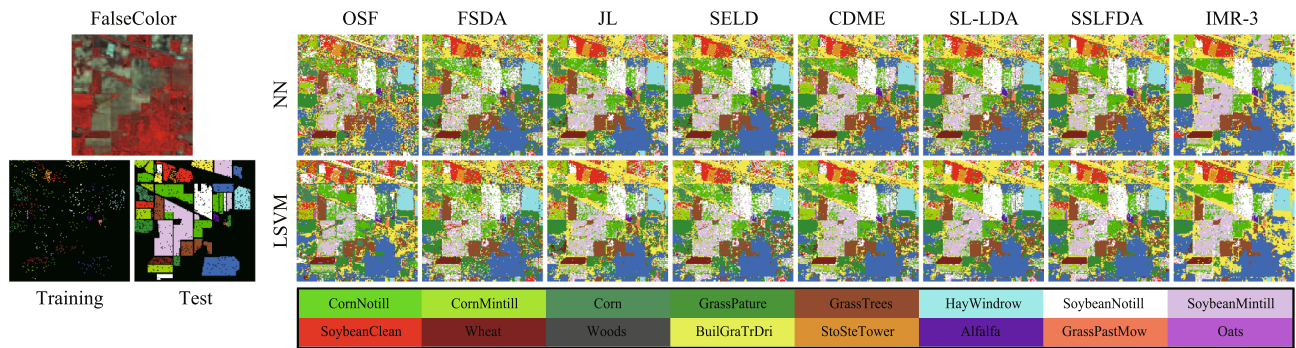 FalseColor
OSF FSDA JL SELD CDME SL-LDA SSLFDA IMR-3
NN
LSVM
Training Test
CornNotill CornMintill Corn GrassPature GrassTrees HayWindrow SoybeanNotill SoybeanMintill
SoybeanClean Wheat Woods BuilGraTrDri StoSteTower Alfalfa GrassPastMow Oats